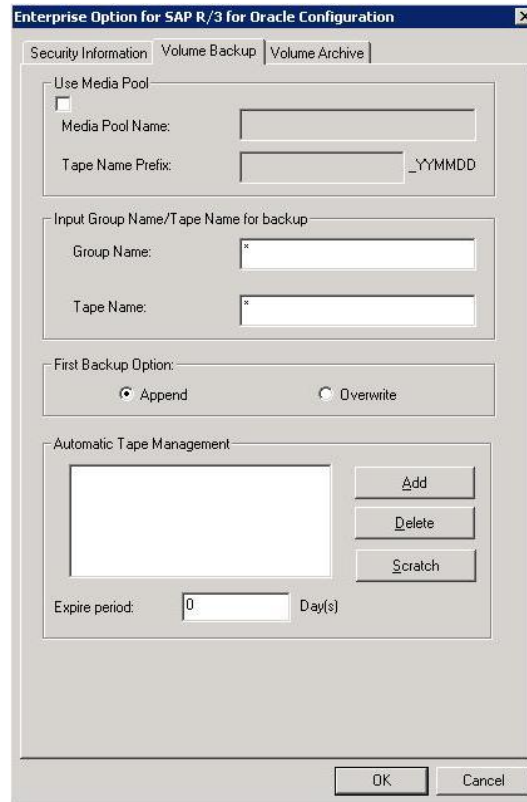 Enterprise Option for SAP R/3 for Oracle Configuration
Security Information Volume Backup Volume Archive
Use Media Pool
Media Pool Name:
Tape Name Prefix: _YYMMDD
Input Group Name/Tape Name for backup
Group Name: *
Tape Name: *
First Backup Option:
Append Overwrite
Automatic Tape Management
Add
Delete
Scratch
Expire period: 0 Day(s)
OK Cancel